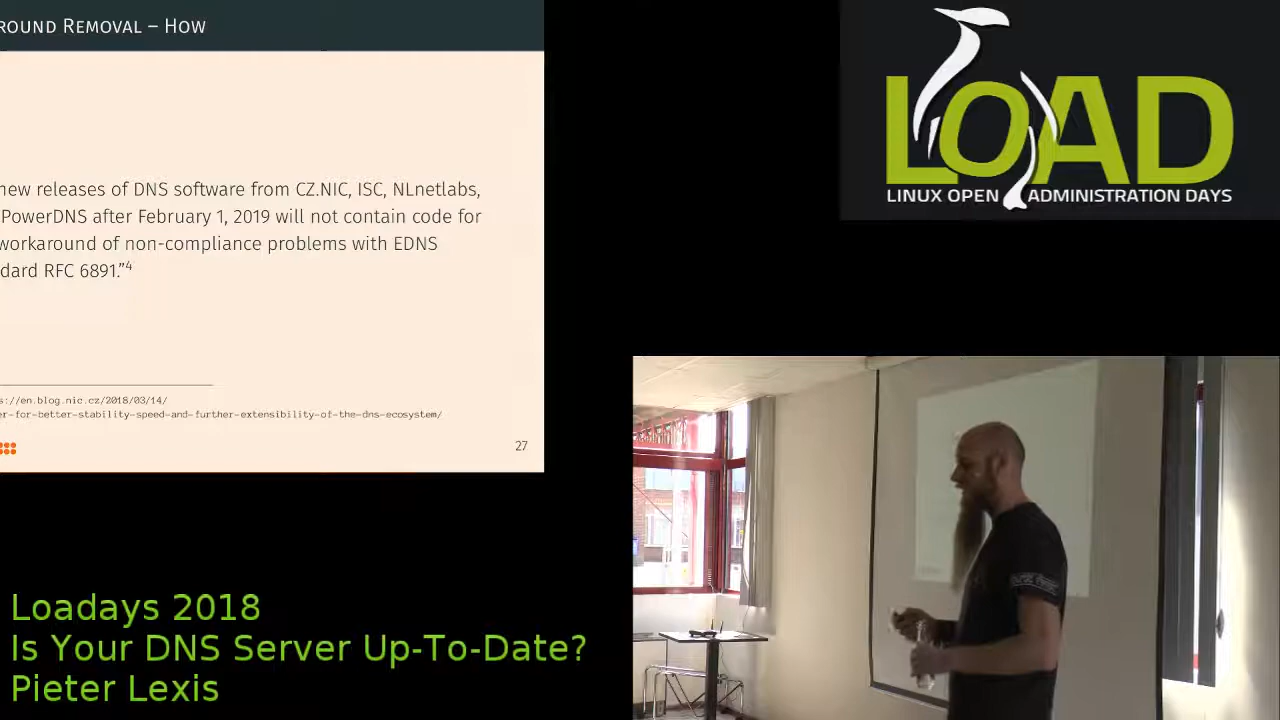 ROUND REMOVAL – HOW
new releases of DNS software from CZ.NIC, ISC, NLnetlabs,
PowerDNS after February 1, 2019 will not contain code for
workaround of non-compliance problems with EDNS
dard RFC 6891.”⁴
s://en.blog.nic.cz/2018/03/14/
er-for-better-stability-speed-and-further-extensibility-of-the-dns-ecosystem/
27
LOAD
LINUX OPEN ADMINISTRATION DAYS
Loadays 2018
Is Your DNS Server Up-To-Date?
Pieter Lexis